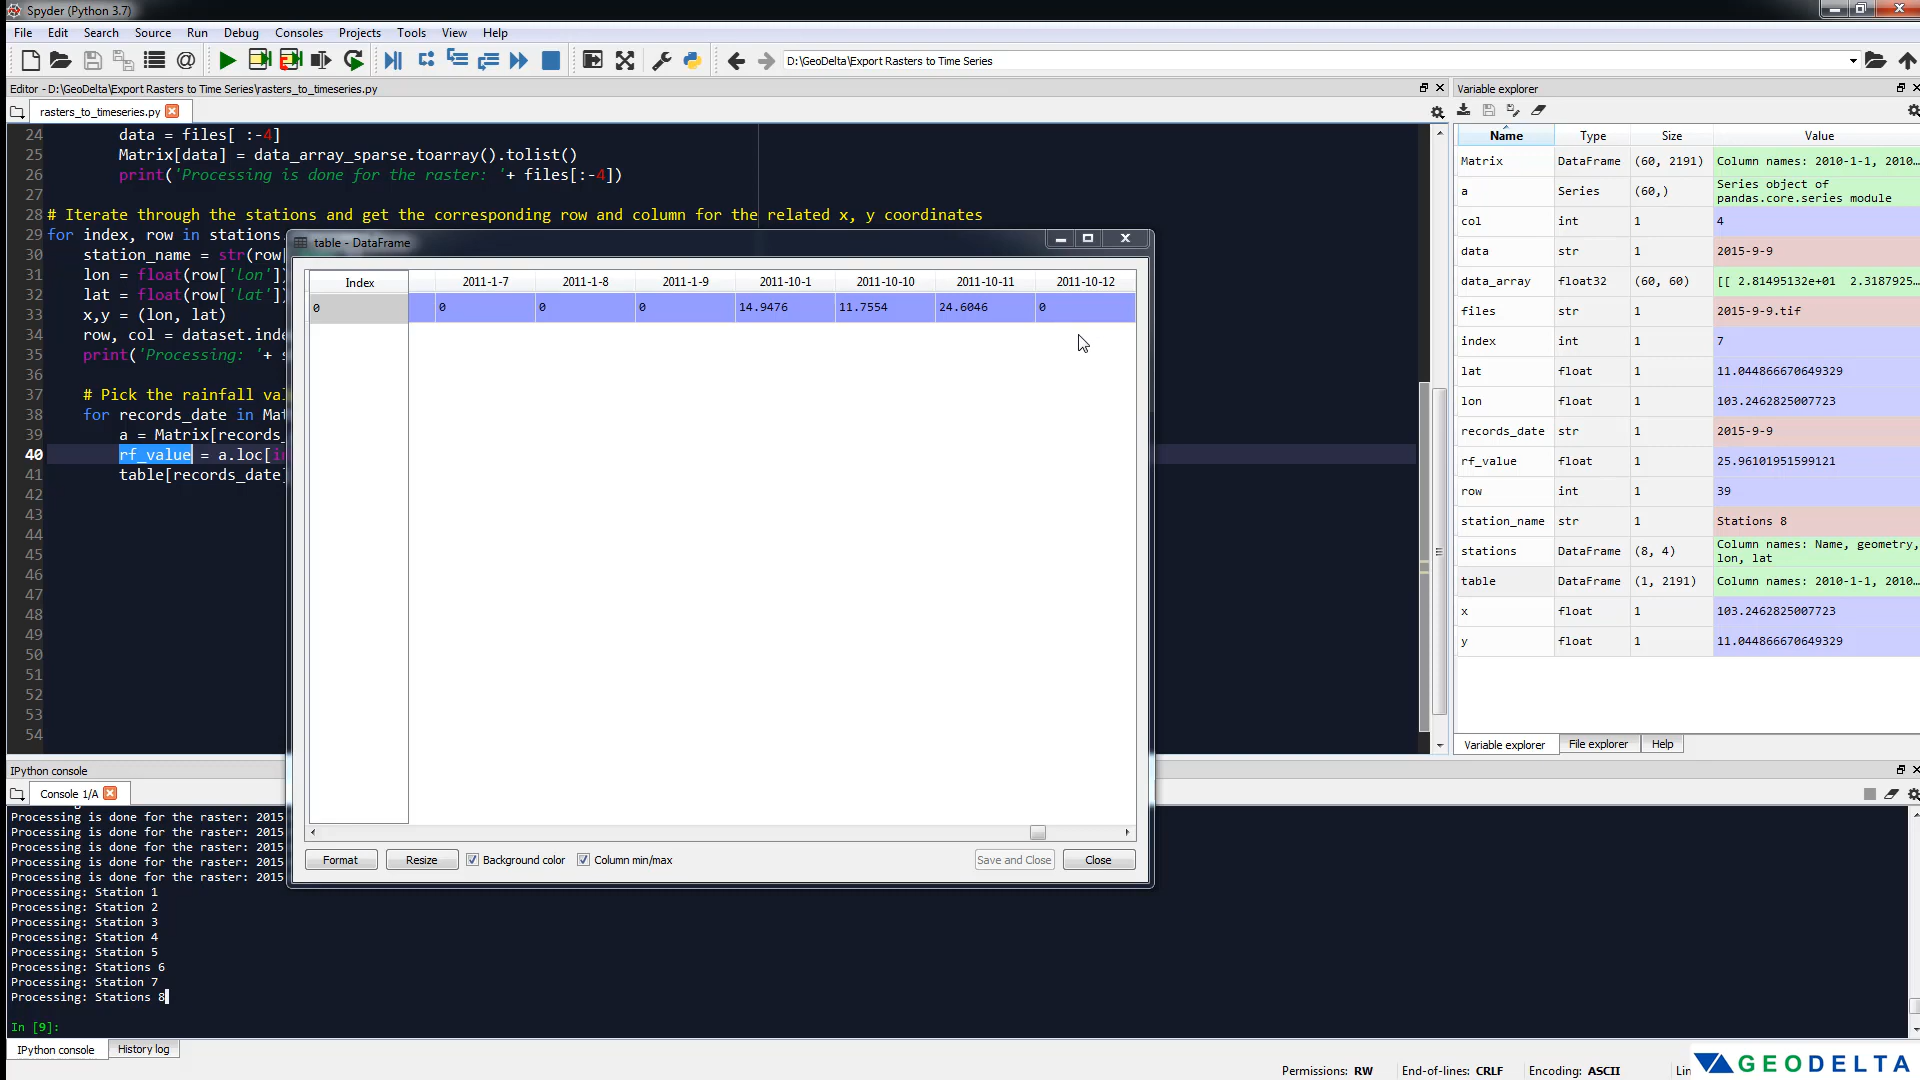 Spyder (Python 3.7)
File Edit Search Source Run Debug Consoles Projects Tools View Help
D:\GeoDelta\Export Rasters to Time Series
Editor - D:\GeoDelta\Export Rasters to Time Series\rasters_to_timeseries.py
rasters_to_timeseries.py
24 data = files[ :-4]
25 Matrix[data] = data_array_sparse.toarray().tolist()
26 print('Processing is done for the raster: '+ files[:-4])
27
28 # Iterate through the stations and get the corresponding row and column for the related x, y coordinates
29 for index, row in stations.
30 station_name = str(row[
31 lon = float(row['lon']
32 lat = float(row['lat']
33 x,y = (lon, lat)
34 row, col = dataset.ind
35 print('Processing: '+ s
36
37 # Pick the rainfall va
38 for records_date in Mat
39 a = Matrix[records_
40 rf_value = a.loc[in
41 table[records_date]
42
43
44
45
46
47
48
49
50
51
52
53
54
table - DataFrame
Index 2011-1-7 2011-1-8 2011-1-9 2011-10-1 2011-10-10 2011-10-11 2011-10-12
0 0 0 0 14.9476 11.7554 24.6046 0
Format Resize Background color Column min/max Save and Close Close
Variable explorer
Name Type Size Value
Matrix DataFrame (60, 2191) Column names: 2010-1-1, 2010...
a Series (60,) Series object of
pandas.core.series module
col int 1 4
data str 1 2015-9-9
data_array float32 (60, 60) [[ 2.81495132e+01 2.3187925...
files str 1 2015-9-9.tif
index int 1 7
lat float 1 11.044866670649329
lon float 1 103.2462825007723
records_date str 1 2015-9-9
rf_value float 1 25.96101951599121
row int 1 39
station_name str 1 Stations 8
stations DataFrame (8, 4) Column names: Name, geometry,
lon, lat
table DataFrame (1, 2191) Column names: 2010-1-1, 2010...
x float 1 103.2462825007723
y float 1 11.044866670649329
Variable explorer File explorer Help
IPython console
Console 1/A
Processing is done for the raster: 2015
Processing is done for the raster: 2015
Processing is done for the raster: 2015
Processing is done for the raster: 2015
Processing is done for the raster: 2015
Processing: Station 1
Processing: Station 2
Processing: Station 3
Processing: Station 4
Processing: Station 5
Processing: Stations 6
Processing: Station 7
Processing: Stations 8
In [9]:
IPython console History log
Permissions: RW End-of-lines: CRLF Encoding: ASCII
GEODELTA